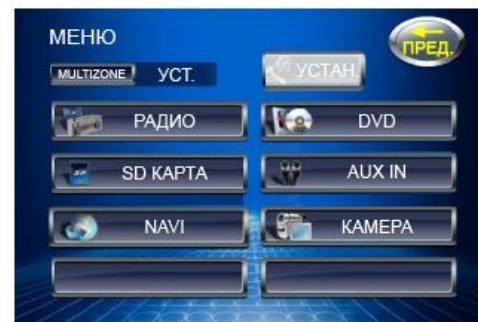 МЕНЮ
ПРЕД.
MULTIZONE УСТ.
УСТАН.
РАДИО
DVD
SD КАРТА
AUX IN
NAVI
КАМЕРА